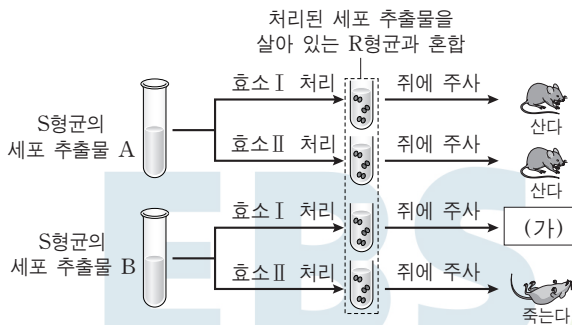 처리된 세포 추출물을
살아 있는 R형균과 혼합
효소Ⅰ 처리
쥐에 주사
산다
S형균의
세포 추출물 A
효소Ⅱ 처리
쥐에 주사
산다
효소Ⅰ 처리
쥐에 주사
(가)
S형균의
세포 추출물 B
효소Ⅱ 처리
쥐에 주사
죽는다
EBS